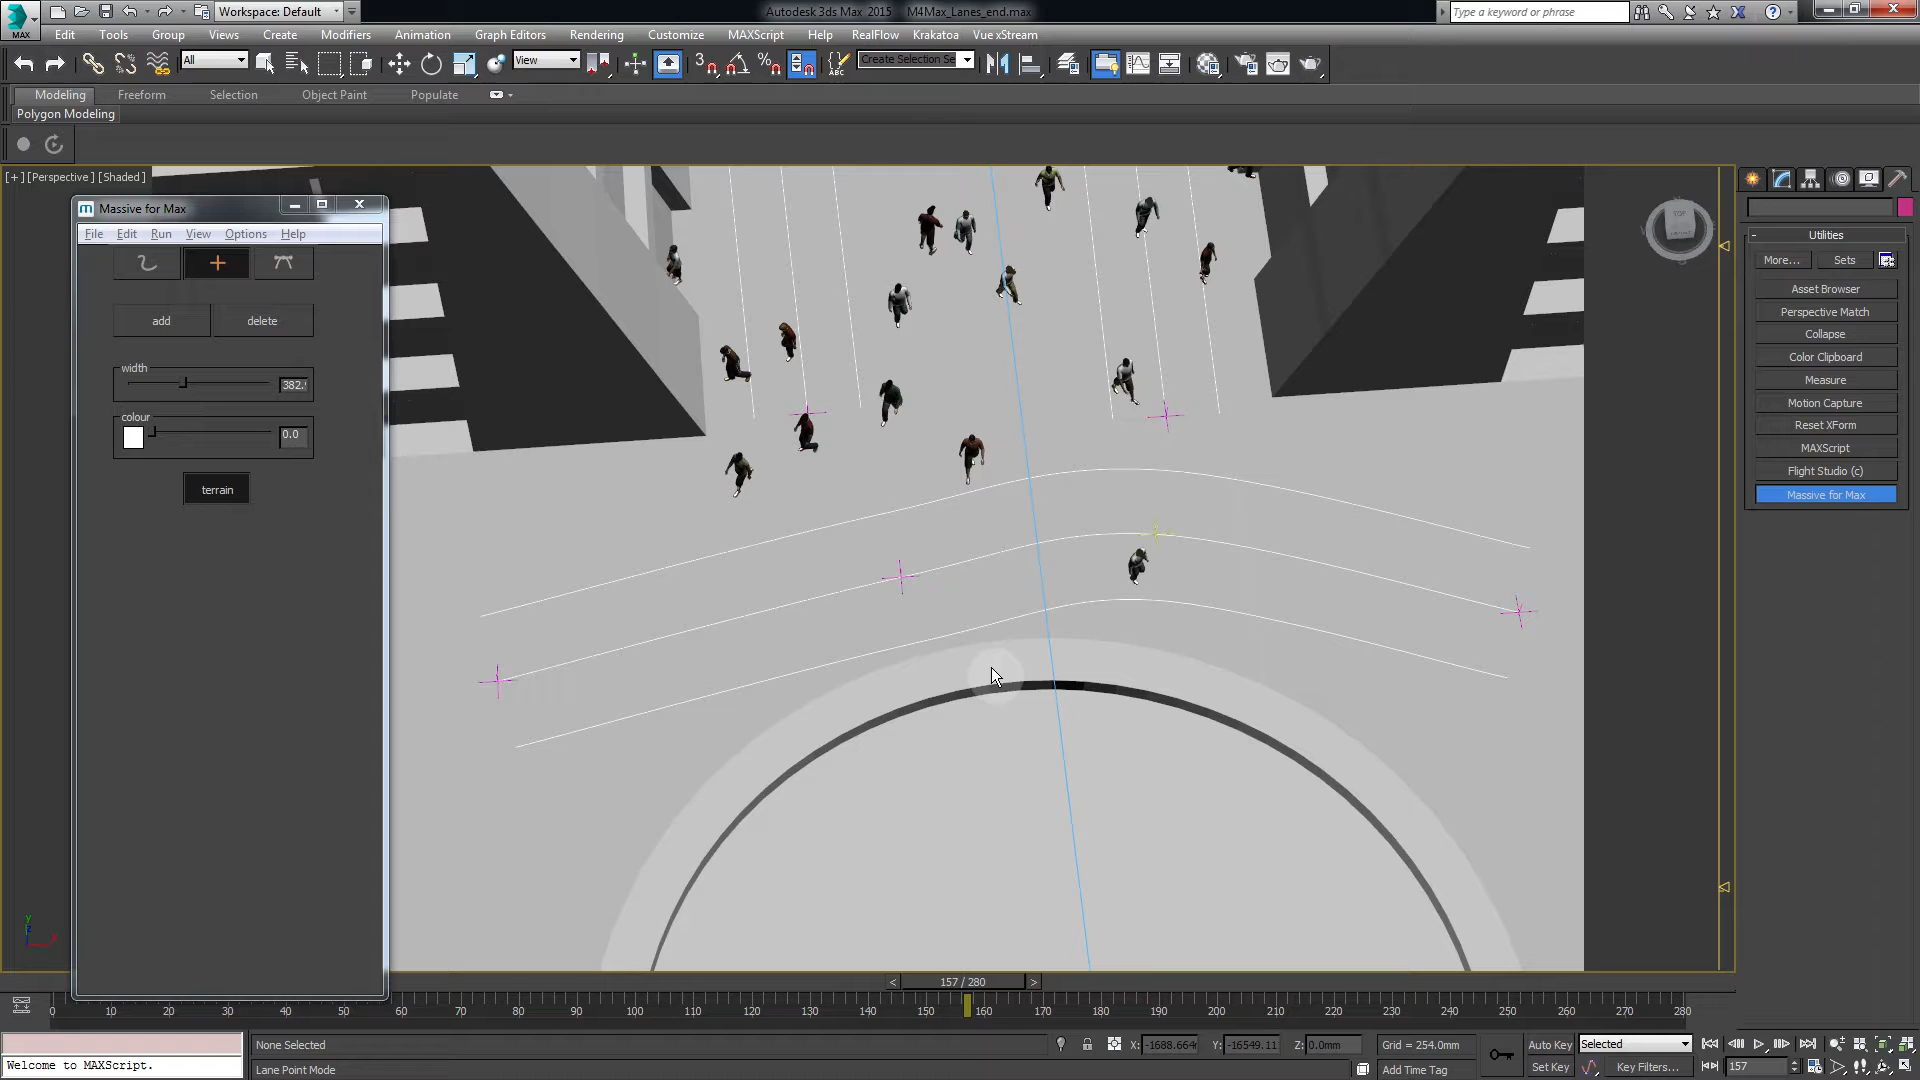 Workspace: Default
Autodesk 3ds Max 2015 M4Max_Lanes_end.max
Type a keyword or phrase
MAX
Edit Tools Group Views Create Modifiers Animation Graph Editors Rendering Customize MAXScript Help RealFlow Krakatoa Vue xStream
All
View
3
%
ABC
Create Selection Se
Modeling Freeform Selection Object Paint Populate
Polygon Modeling
[+] [Perspective] [Shaded]
Massive for Max
File Edit Run View Options Help
add delete
width
382.
colour
0.0
terrain
TOP
Utilities
More... Sets
Asset Browser
Perspective Match
Collapse
Color Clipboard
Measure
Motion Capture
Reset XForm
MAXScript
Flight Studio (c)
Massive for Max
y
z
x
< 157 / 280 >
0 10 20 30 40 50 60 70 80 90 100 110 120 130 140 150 160 170 180 190 200 210 220 230 240 250 260 270 280
None Selected
X: -1688.664 Y: -16549.11 Z: 0.0mm Grid = 254.0mm
Auto Key Selected
Welcome to MAXScript.
Lane Point Mode
Add Time Tag
Set Key Key Filters...
157